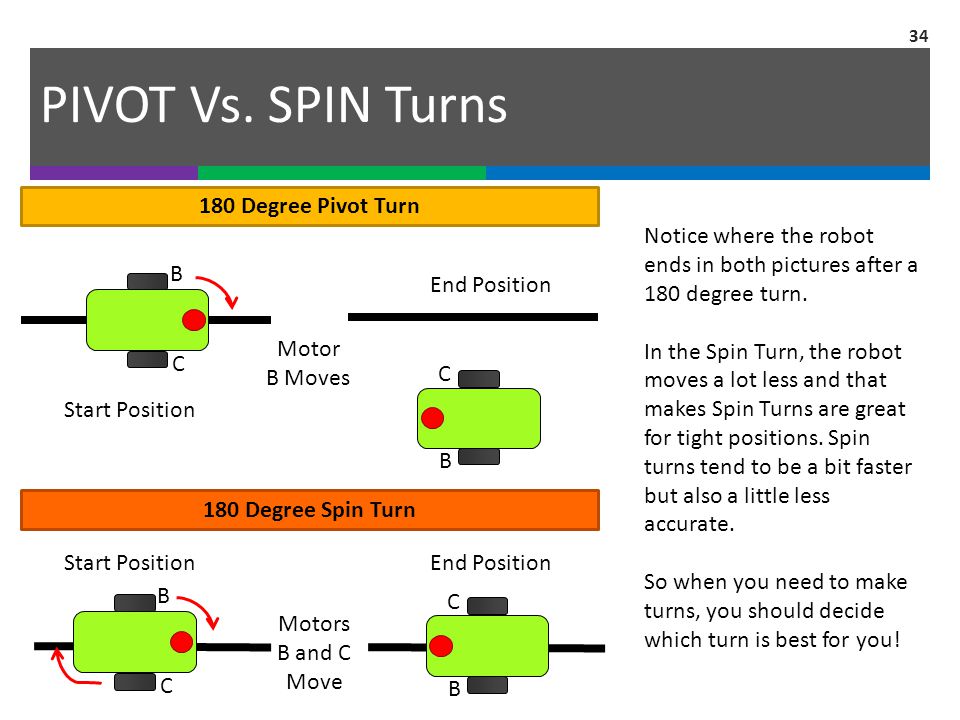 34
PIVOT Vs. SPIN Turns
180 Degree Pivot Turn
B
C
Start Position
Motor
B Moves
End Position
C
B
180 Degree Spin Turn
Start Position
B
C
Motors
B and C
Move
End Position
C
B
Notice where the robot
ends in both pictures after a
180 degree turn.
In the Spin Turn, the robot
moves a lot less and that
makes Spin Turns are great
for tight positions. Spin
turns tend to be a bit faster
but also a little less
accurate.
So when you need to make
turns, you should decide
which turn is best for you!